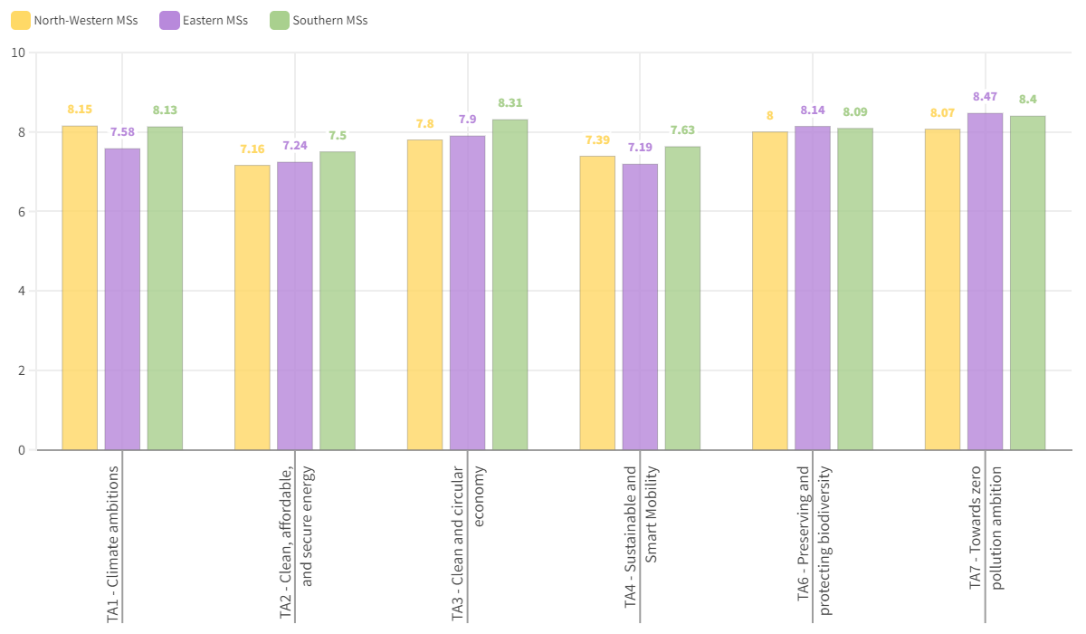 North-Western MSs Eastern MSs Southern MSs
10
8
6
4
2
0
8.15
7.58
8.13
7.16
7.24
7.5
7.8
7.9
8.31
7.39
7.19
7.63
8
8.14
8.09
8.07
8.47
8.4
TA1 - Climate ambitions
TA2 - Clean, affordable,
and secure energy
TA3 - Clean and circular
economy
TA4 - Sustainable and
Smart Mobility
TA6 - Preserving and
protecting biodiversity
TA7 - Towards zero
pollution ambition